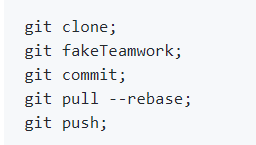 git clone;
git fakeTeamwork;
git commit;
git pull --rebase;
git push;